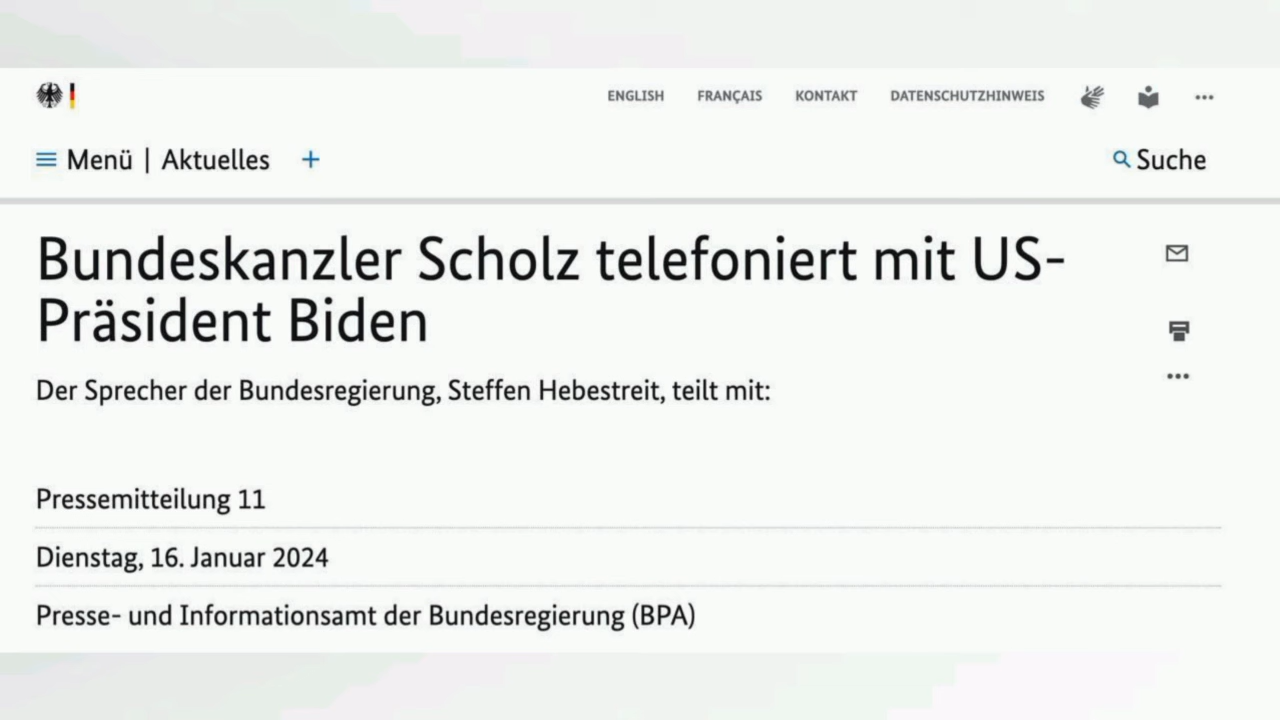 ENGLISH FRANÇAIS KONTAKT DATENSCHUTZHINWEIS
Menü | Aktuelles + Suche
Bundeskanzler Scholz telefoniert mit US-
Präsident Biden
Der Sprecher der Bundesregierung, Steffen Hebestreit, teilt mit:
Pressemitteilung 11
Dienstag, 16. Januar 2024
Presse- und Informationsamt der Bundesregierung (BPA)